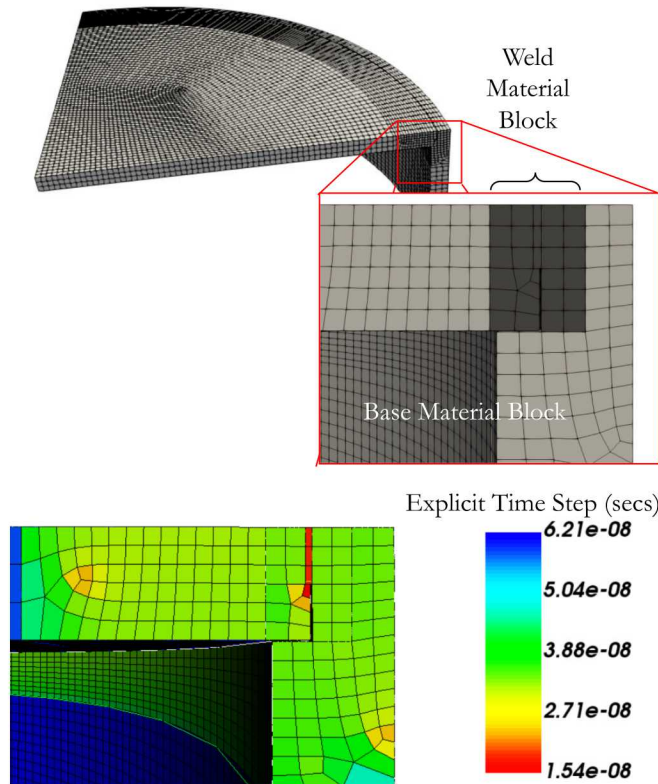 Weld
Material
Block
Base Material Block
Explicit Time Step (secs)
6.21e-08
5.04e-08
3.88e-08
2.71e-08
1.54e-08